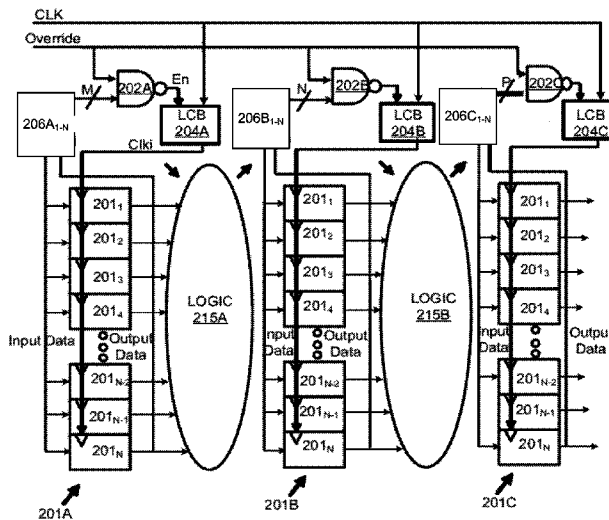 CLK
Override
M
202A
En
N
202B
P
202C
206A1-N
LCB
204A
206B1-N
LCB
204B
206C1-N
LCB
204C
Clki
201₁
201₂
201₃
201₄
Input Data
Output
Data
201N-2
201N-1
201N
LOGIC
215A
201₁
201₂
201₃
201₄
Input
Data
Output
Data
201N-2
201N-1
201N
LOGIC
215B
201₁
201₂
201₃
201₄
Input
Data
Output
Data
201N-2
201N-1
201N
201A
201B
201C